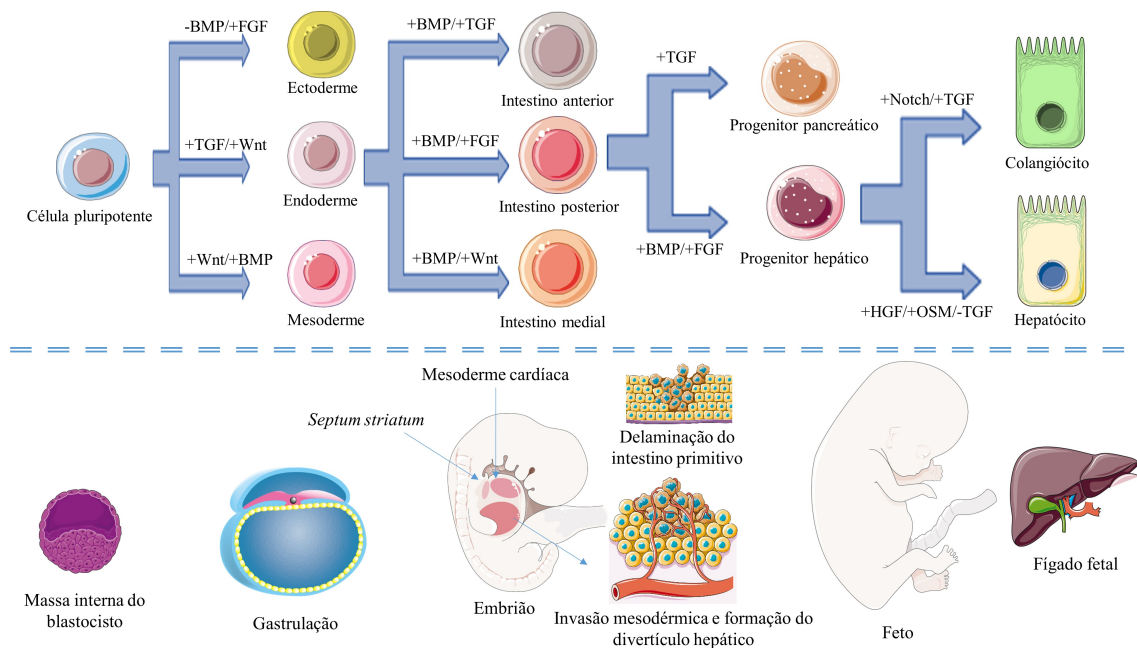 -BMP/+FGF
+BMP/+TGF
Ectoderme
Intestino anterior
+TGF
Progenitor pancreático
+Notch/+TGF
Colangiócito
Célula pluripotente
+TGF/+Wnt
Endoderme
+BMP/+FGF
Intestino posterior
+BMP/+FGF
Progenitor hepático
+Wnt/+BMP
Mesoderme
+BMP/+Wnt
Intestino medial
+HGF/+OSM/-TGF
Hepatócito
Mesoderme cardíaca
Septum striatum
Delaminação do
intestino primitivo
Massa interna do
blastocisto
Gastrulação
Embrião
Invasão mesodérmica e formação do
divertículo hepático
Feto
Fígado fetal